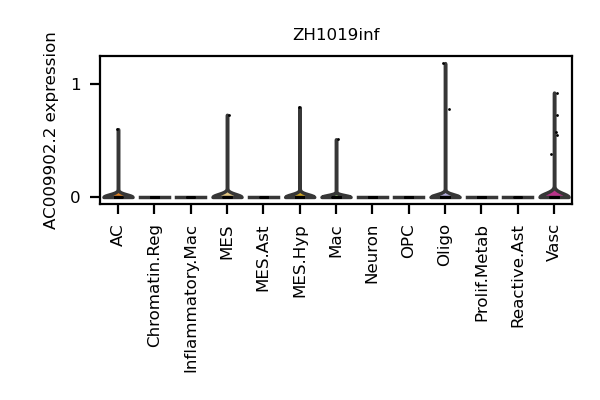 ZH1019inf
AC009902.2 expression
1
0
AC
Chromatin.Reg
Inflammatory.Mac
MES
MES.Ast
MES.Hyp
Mac
Neuron
OPC
Oligo
Prolif.Metab
Reactive.Ast
Vasc